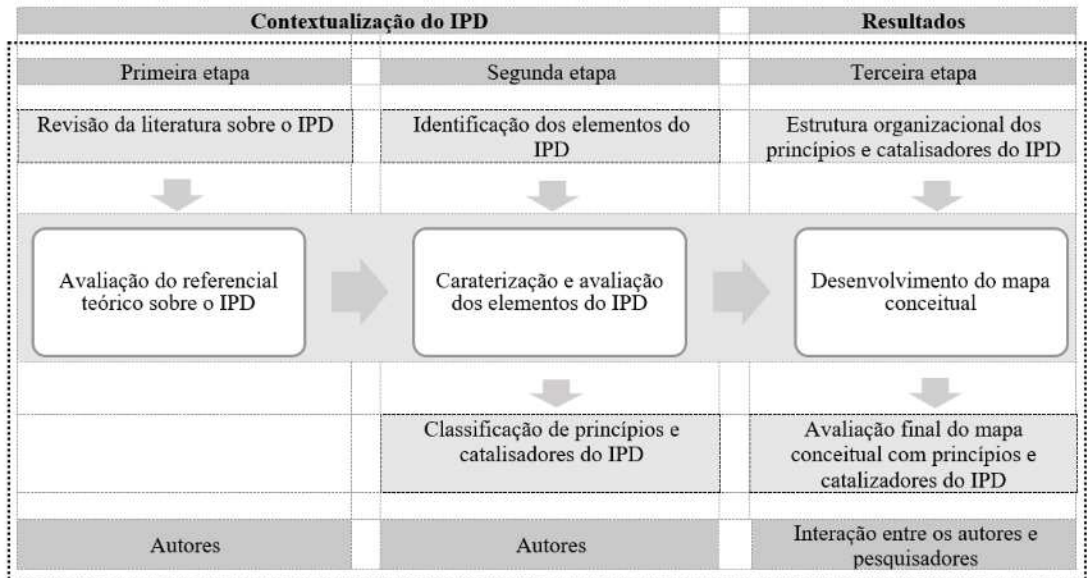 Contextualização do IPD
Resultados
Primeira etapa
Segunda etapa
Terceira etapa
Revisão da literatura sobre o IPD
Identificação dos elementos do
IPD
Estrutura organizacional dos
princípios e catalisadores do IPD
Avaliação do referencial
teórico sobre o IPD
Caraterização e avaliação
dos elementos do IPD
Desenvolvimento do mapa
conceitual
Classificação de princípios e
catalisadores do IPD
Avaliação final do mapa
conceitual com princípios e
catalizadores do IPD
Autores
Autores
Interação entre os autores e
pesquisadores